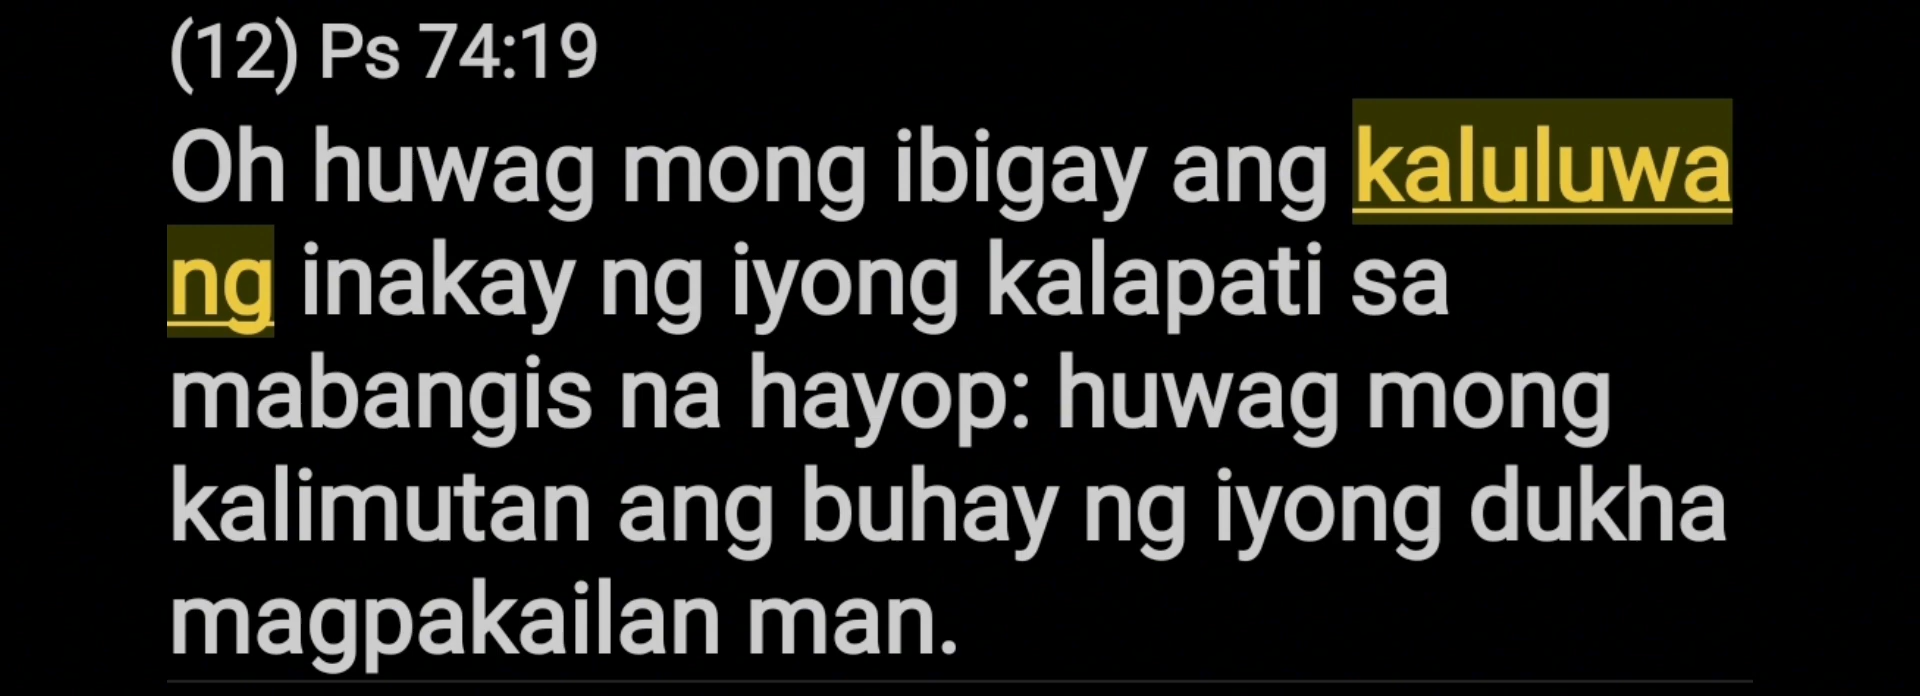 (12) Ps 74:19
Oh huwag mong ibigay ang kaluluwa
ng inakay ng iyong kalapati sa
mabangis na hayop: huwag mong
kalimutan ang buhay ng iyong dukha
magpakailan man.